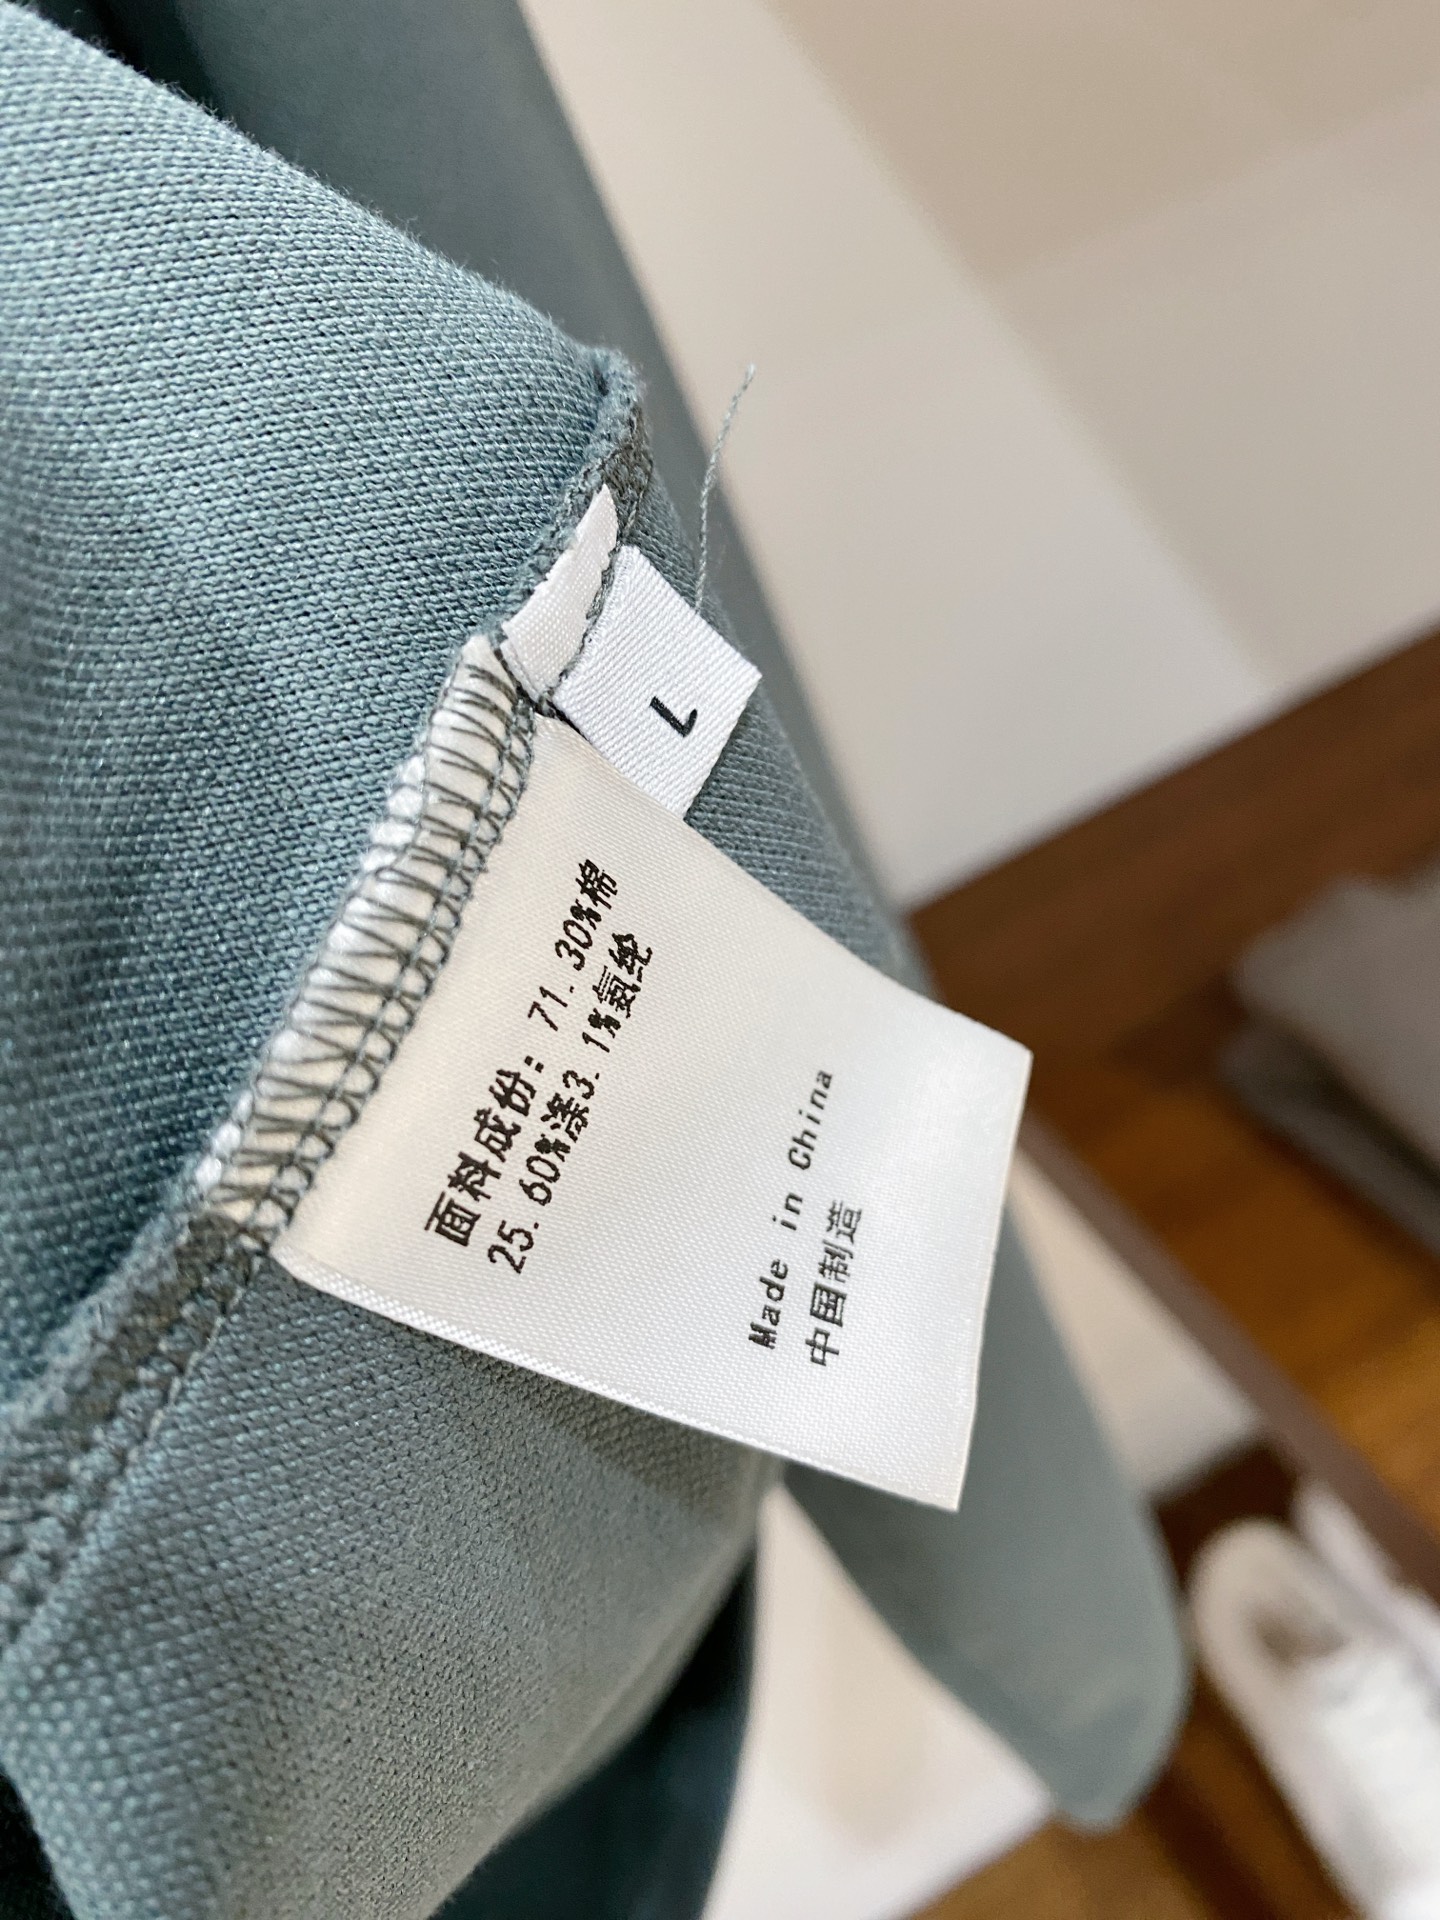 L
面料成份：71.30%棉
25.60%涤3.1%氨纶
Made in China
中国制造